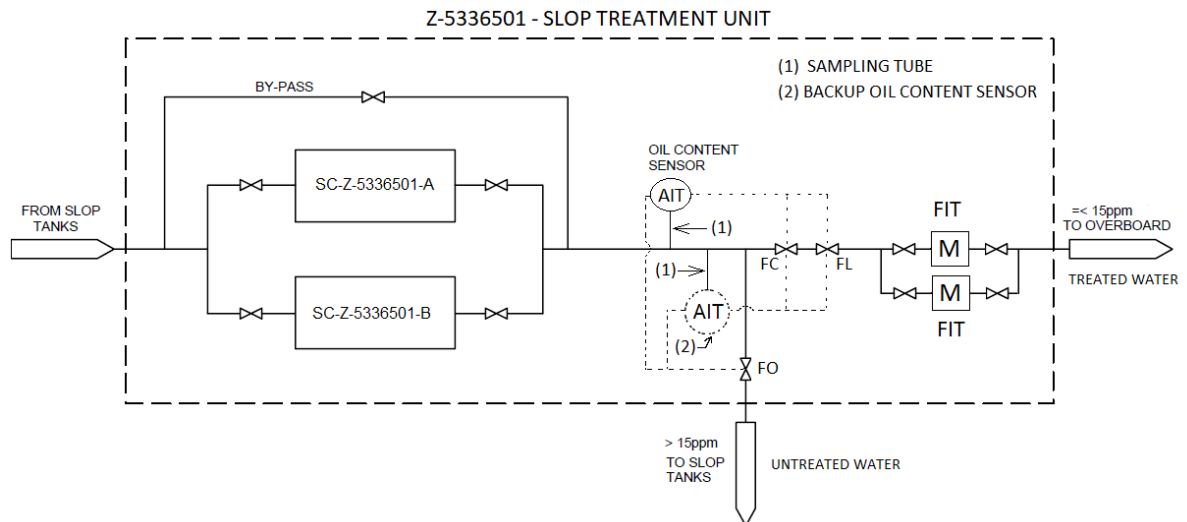 Z-5336501 - SLOP TREATMENT UNIT
(1) SAMPLING TUBE
(2) BACKUP OIL CONTENT SENSOR
BY-PASS
OIL CONTENT
SENSOR
SC-Z-5336501-A
AIT
FROM SLOP
TANKS
(1)
FIT
=< 15ppm
TO OVERBOARD
M
(1)
FC
FL
TREATED WATER
SC-Z-5336501-B
AIT
M
FIT
(2)
FO
> 15ppm
TO SLOP
TANKS
UNTREATED WATER